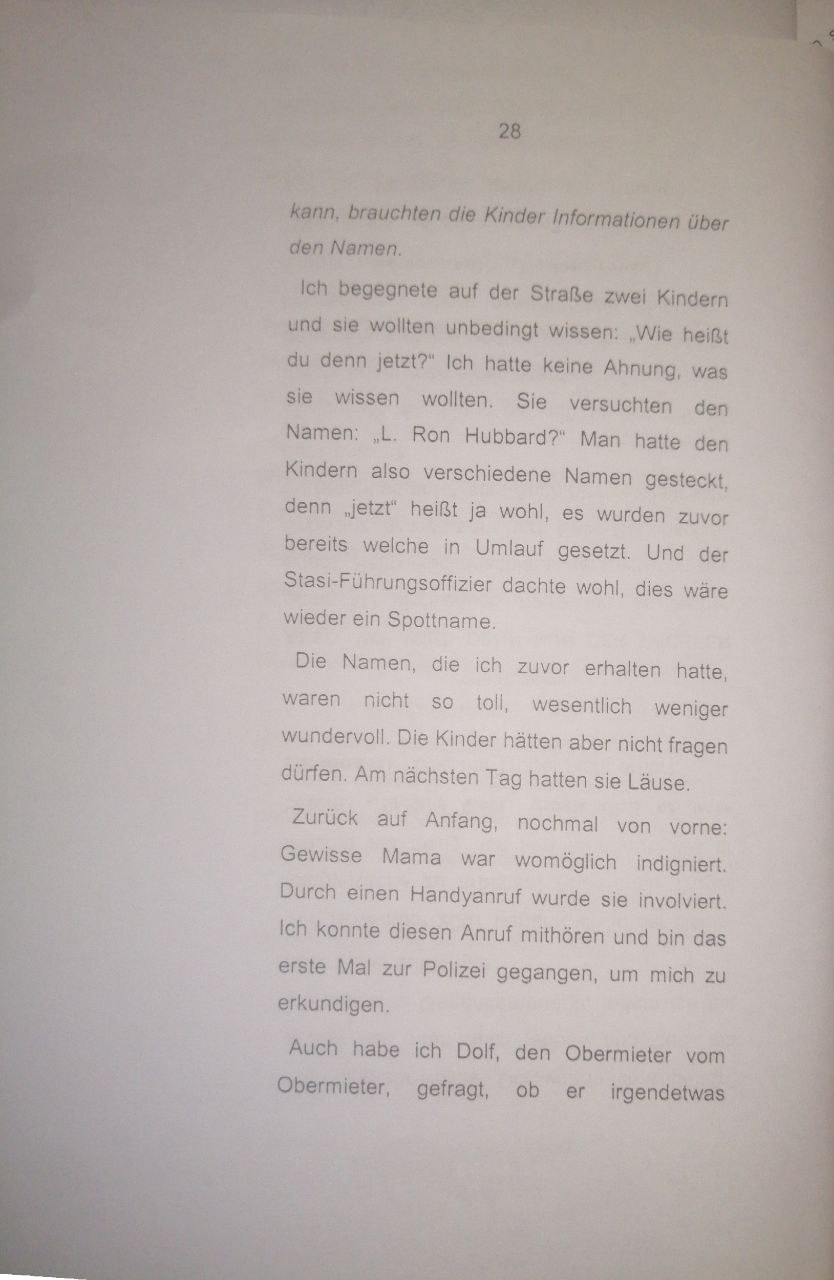 28
kann, brauchten die Kinder Informationen über
den Namen.
Ich begegnete auf der Straße zwei Kindern
und sie wollten unbedingt wissen: „Wie heißt
du denn jetzt?“ Ich hatte keine Ahnung, was
sie wissen wollten. Sie versuchten den
Namen: „L. Ron Hubbard?“ Man hatte den
Kindern also verschiedene Namen gesteckt,
denn „jetzt“ heißt ja wohl, es wurden zuvor
bereits welche in Umlauf gesetzt. Und der
Stasi-Führungsoffizier dachte wohl, dies wäre
wieder ein Spottname.
Die Namen, die ich zuvor erhalten hatte,
waren nicht so toll, wesentlich weniger
wundervoll. Die Kinder hätten aber nicht fragen
dürfen. Am nächsten Tag hatten sie Läuse.
Zurück auf Anfang, nochmal von vorne:
Gewisse Mama war womöglich indigniert.
Durch einen Handyanruf wurde sie involviert.
Ich konnte diesen Anruf mithören und bin das
erste Mal zur Polizei gegangen, um mich zu
erkundigen.
Auch habe ich Dolf, den Obermieter vom
Obermieter, gefragt, ob er irgendetwas